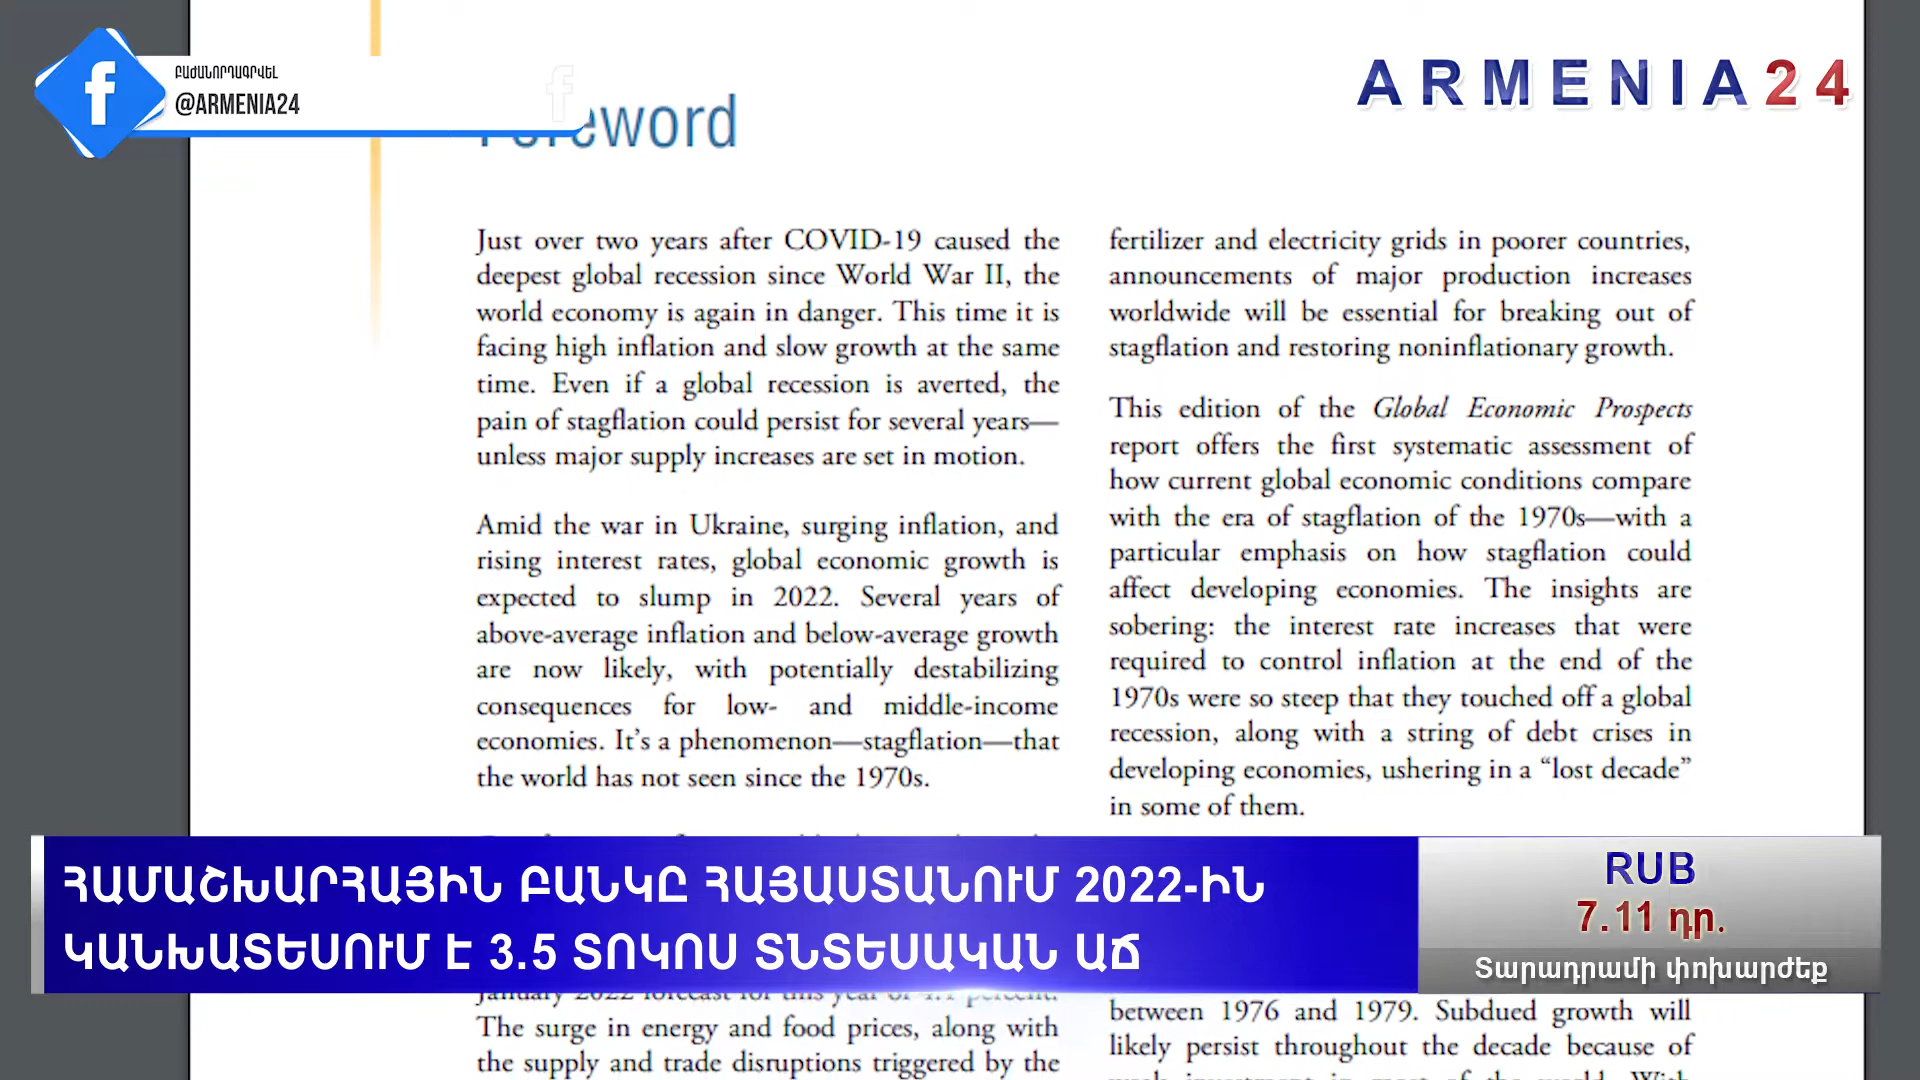 ԲԱԺԱՆՈՐԴԱԳՐՎԵԼ
@ARMENIA24
ARMENIA24
Foreword
Just over two years after COVID-19 caused the
deepest global recession since World War II, the
world economy is again in danger. This time it is
facing high inflation and slow growth at the same
time. Even if a global recession is averted, the
pain of stagflation could persist for several years—
unless major supply increases are set in motion.
Amid the war in Ukraine, surging inflation, and
rising interest rates, global economic growth is
expected to slump in 2022. Several years of
above-average inflation and below-average growth
are now likely, with potentially destabilizing
consequences for low- and middle-income
economies. It’s a phenomenon—stagflation—that
the world has not seen since the 1970s.
January 2022 forecast for this year of 4.1 percent.
The surge in energy and food prices, along with
the supply and trade disruptions triggered by the
fertilizer and electricity grids in poorer countries,
announcements of major production increases
worldwide will be essential for breaking out of
stagflation and restoring noninflationary growth.
This edition of the Global Economic Prospects
report offers the first systematic assessment of
how current global economic conditions compare
with the era of stagflation of the 1970s—with a
particular emphasis on how stagflation could
affect developing economies. The insights are
sobering: the interest rate increases that were
required to control inflation at the end of the
1970s were so steep that they touched off a global
recession, along with a string of debt crises in
developing economies, ushering in a “lost decade”
in some of them.
between 1976 and 1979. Subdued growth will
likely persist throughout the decade because of
ՀԱՄԱՇԽԱՐՀԱՅԻՆ ԲԱՆԿԸ ՀԱՅԱՍՏԱՆՈՒՄ 2022-ԻՆ
ԿԱՆԽԱՏԵՍՈՒՄ Է 3.5 ՏՈԿՈՍ ՏՆՏԵՍԱԿԱՆ ԱՃ
RUB
7.11 դր.
Տարադրամի փոխարժեք